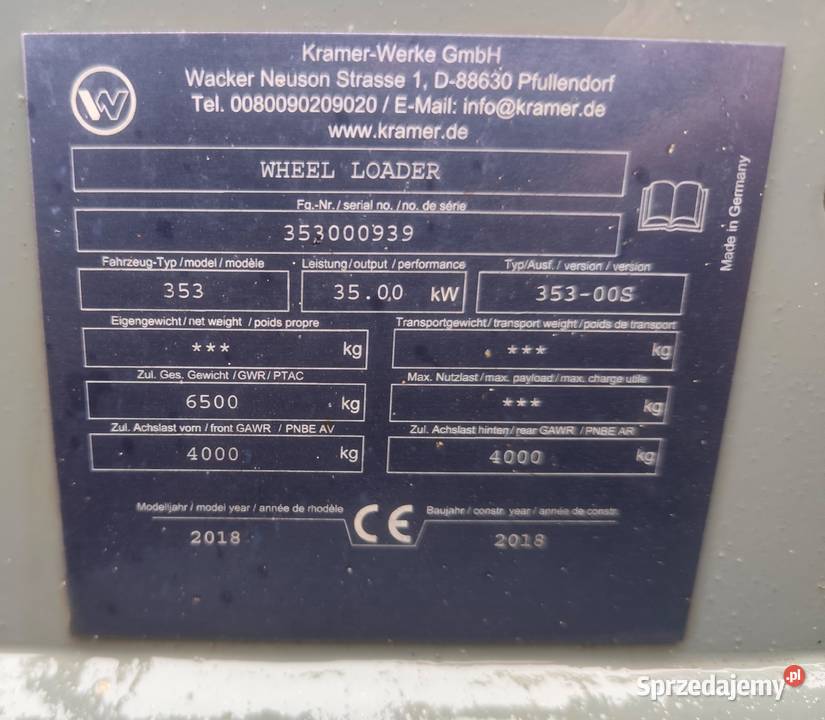 Kramer-Werke GmbH
Wacker Neuson Strasse 1, D-88630 Pfullendorf
Tel. 0080090209020 / E-Mail: info@kramer.de
www.kramer.de
WHEEL LOADER
Fg.-Nr./ serial no. /no. de série
353000939
Made in Germany
Fahrzeug-Typ / model / modèle Leistung / output / performance Typ/Ausf. / version / version
353 35.00 kW 353-00S
Eigengewicht / net weight / poids propre Transportgewicht / transport weight / poids de transport
*** kg *** kg
Zul. Ges. Gewicht / GWR / PTAC Max. Nutzlast / max. payload / max. charge utile
6500 kg *** kg
Zul. Achslast vorn / front GAWR / PNBE AV Zul. Achslast hinten / rear GAWR / PNBE AR
4000 kg 4000 kg
Modelljahr / model year / année de modèle CE Baujahr / constr. year / année de constr.
2018 2018
Sprzedajemy.pl